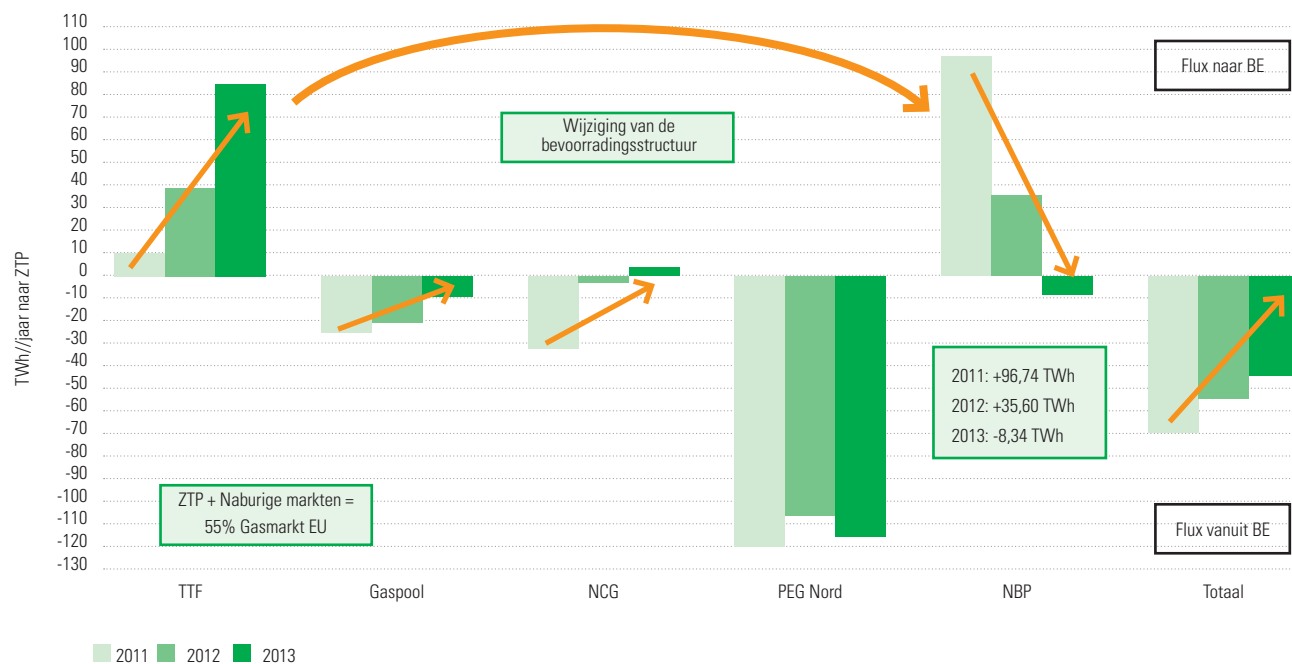 110
100
90
80
70
60
50
40
30
20
10
0
-10
-20
-30
-40
-50
-60
-70
-80
-90
-100
-110
-120
-130
TWh//jaar naar ZTP
Flux naar BE
Wijziging van de
bevoorradingsstructuur
2011: +96,74 TWh
2012: +35,60 TWh
2013: -8,34 TWh
ZTP + Naburige markten =
55% Gasmarkt EU
Flux vanuit BE
TTF Gaspool NCG PEG Nord NBP Totaal
2011 2012 2013